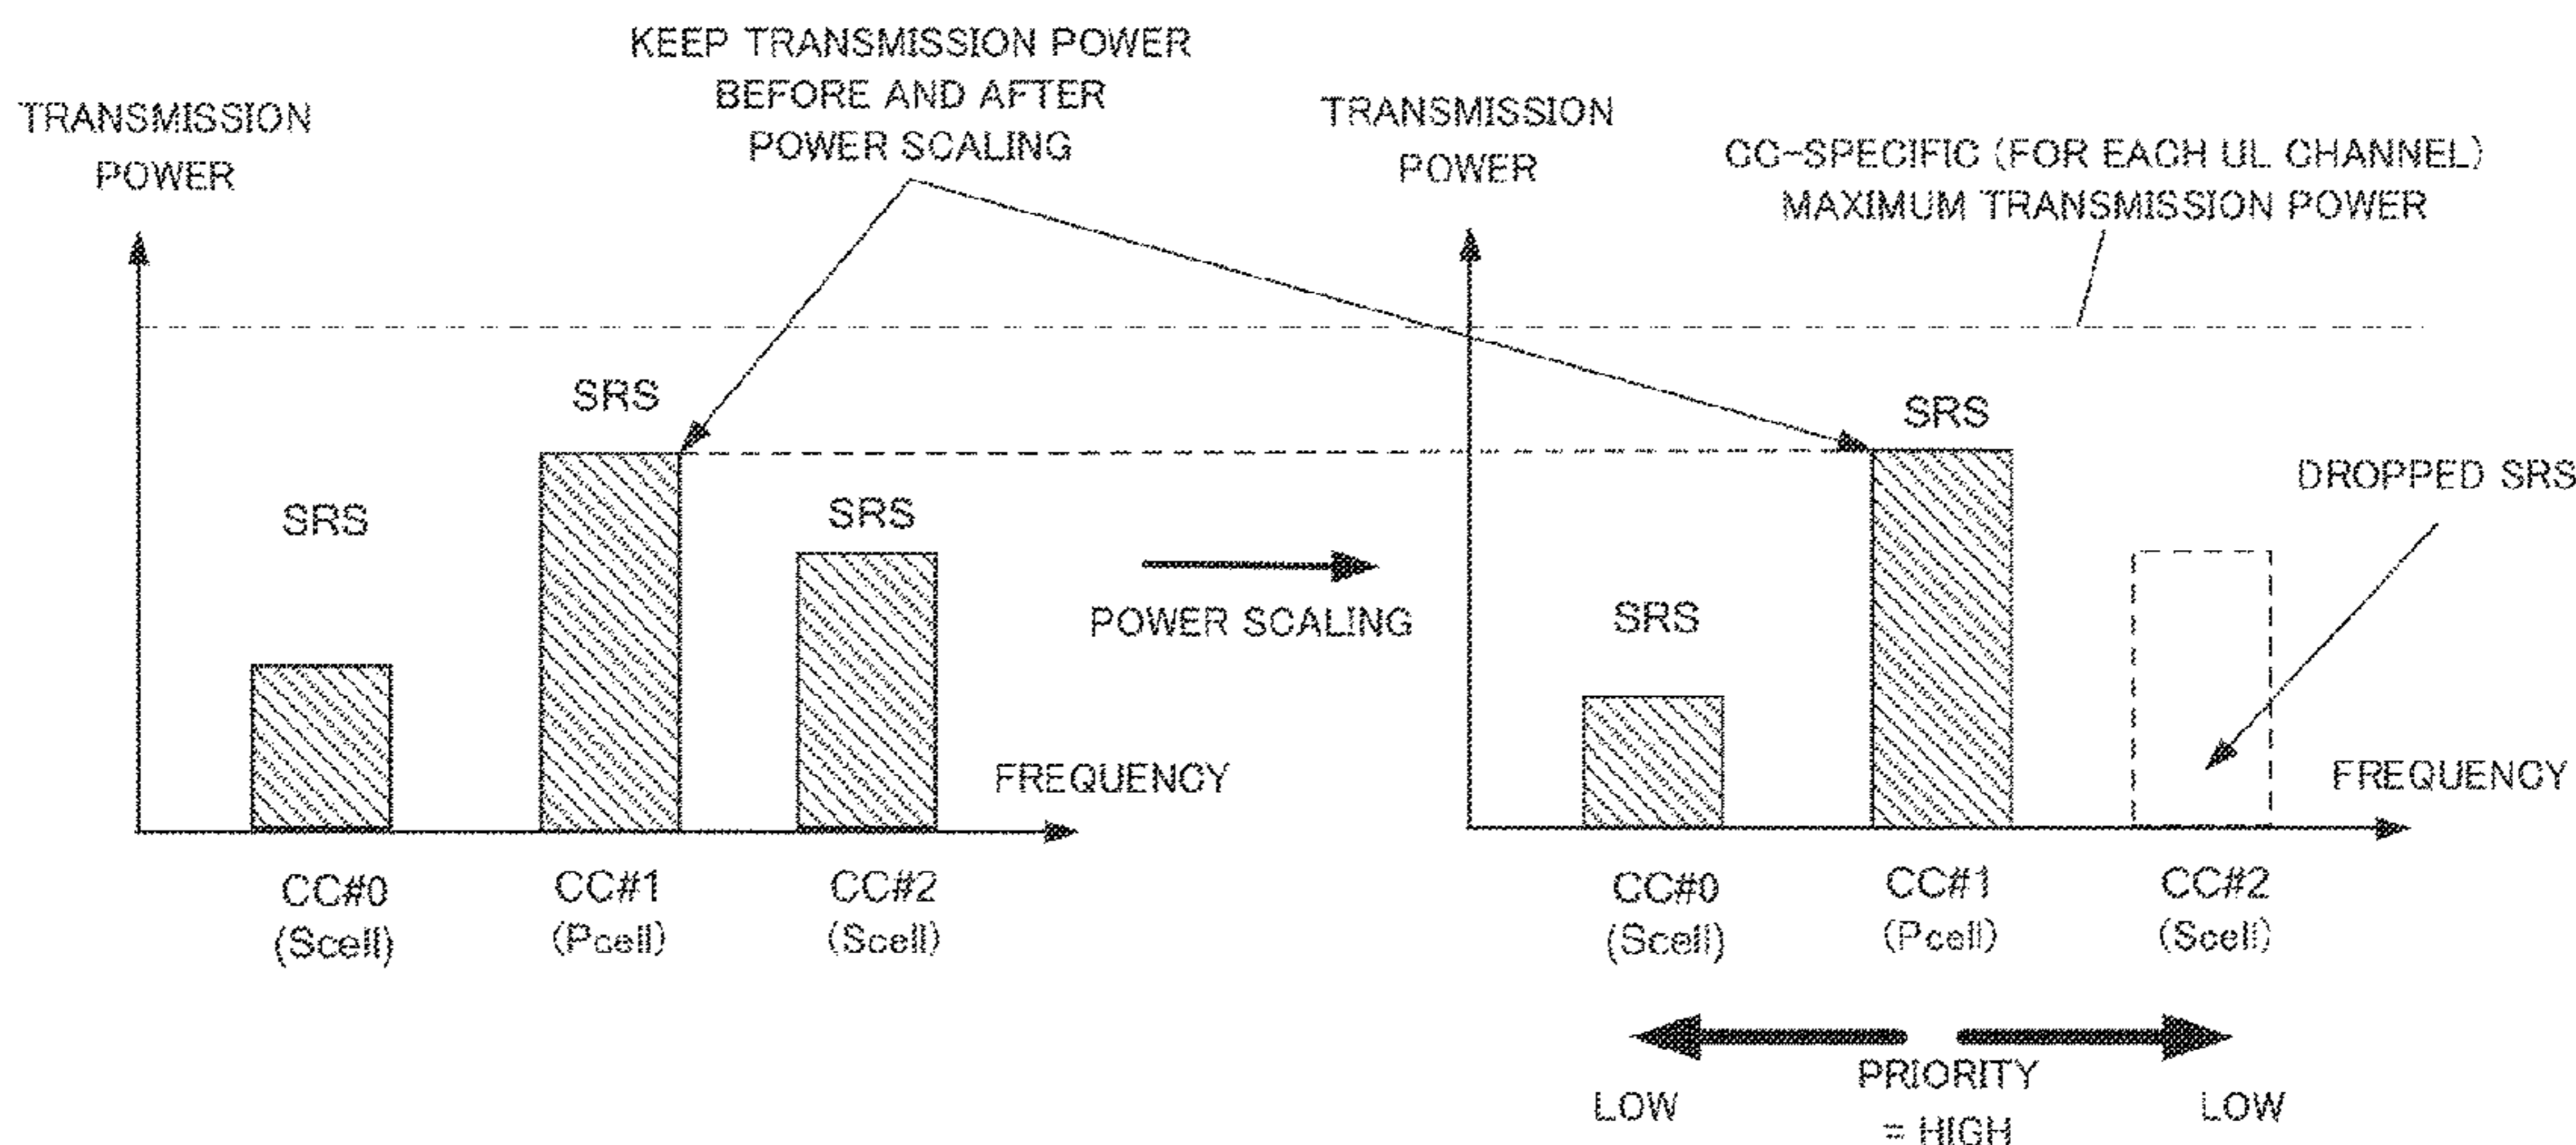 KEEP TRANSMISSION POWER
BEFORE AND AFTER
POWER SCALING
TRANSMISSION
POWER
SRS
SRS
SRS
FREQUENCY
CC#0
(Scell)
CC#1
(Pcell)
CC#2
(Scell)
POWER SCALING
TRANSMISSION
POWER
CC-SPECIFIC (FOR EACH UL CHANNEL)
MAXIMUM TRANSMISSION POWER
SRS
SRS
DROPPED SRS
FREQUENCY
CC#0
(Scell)
CC#1
(Pcell)
CC#2
(Scell)
LOW
PRIORITY
= HIGH
LOW